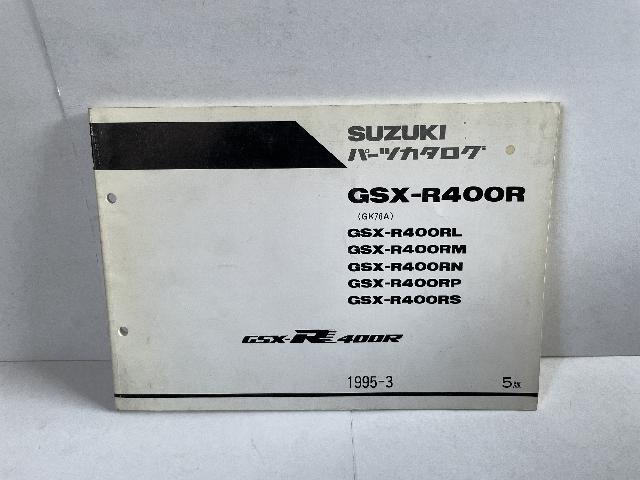 SUZUKI
パーツカタログ
GSX-R400R
(GK76A)
GSX-R400RL
GSX-R400RM
GSX-R400RN
GSX-R400RP
GSX-R400RS
GSX-R 400R
1995-3
5版